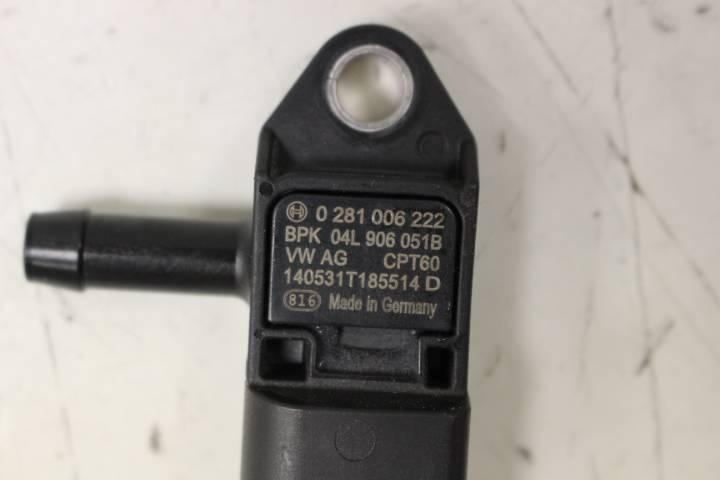 0 281 006 222
BPK 04L 906 051B
VW AG CPT60
140531T185514 D
816 Made in Germany